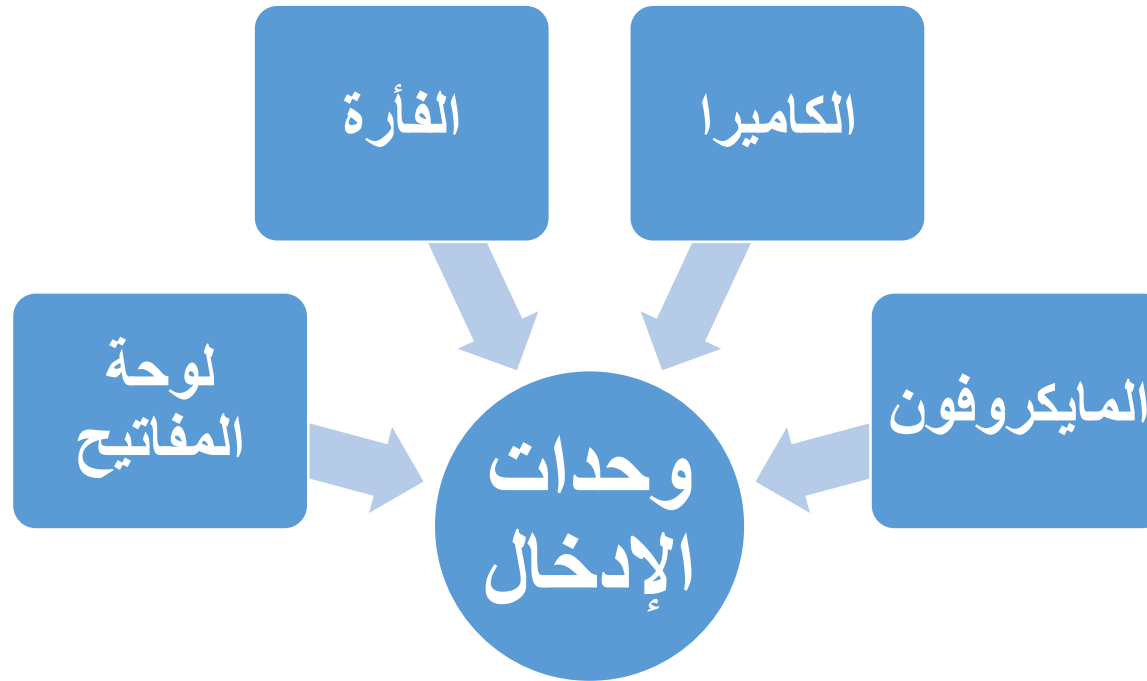 الكاميرا
الفأرة
المايكروفون
لوحة
المفاتيح
وحدات
الإدخال